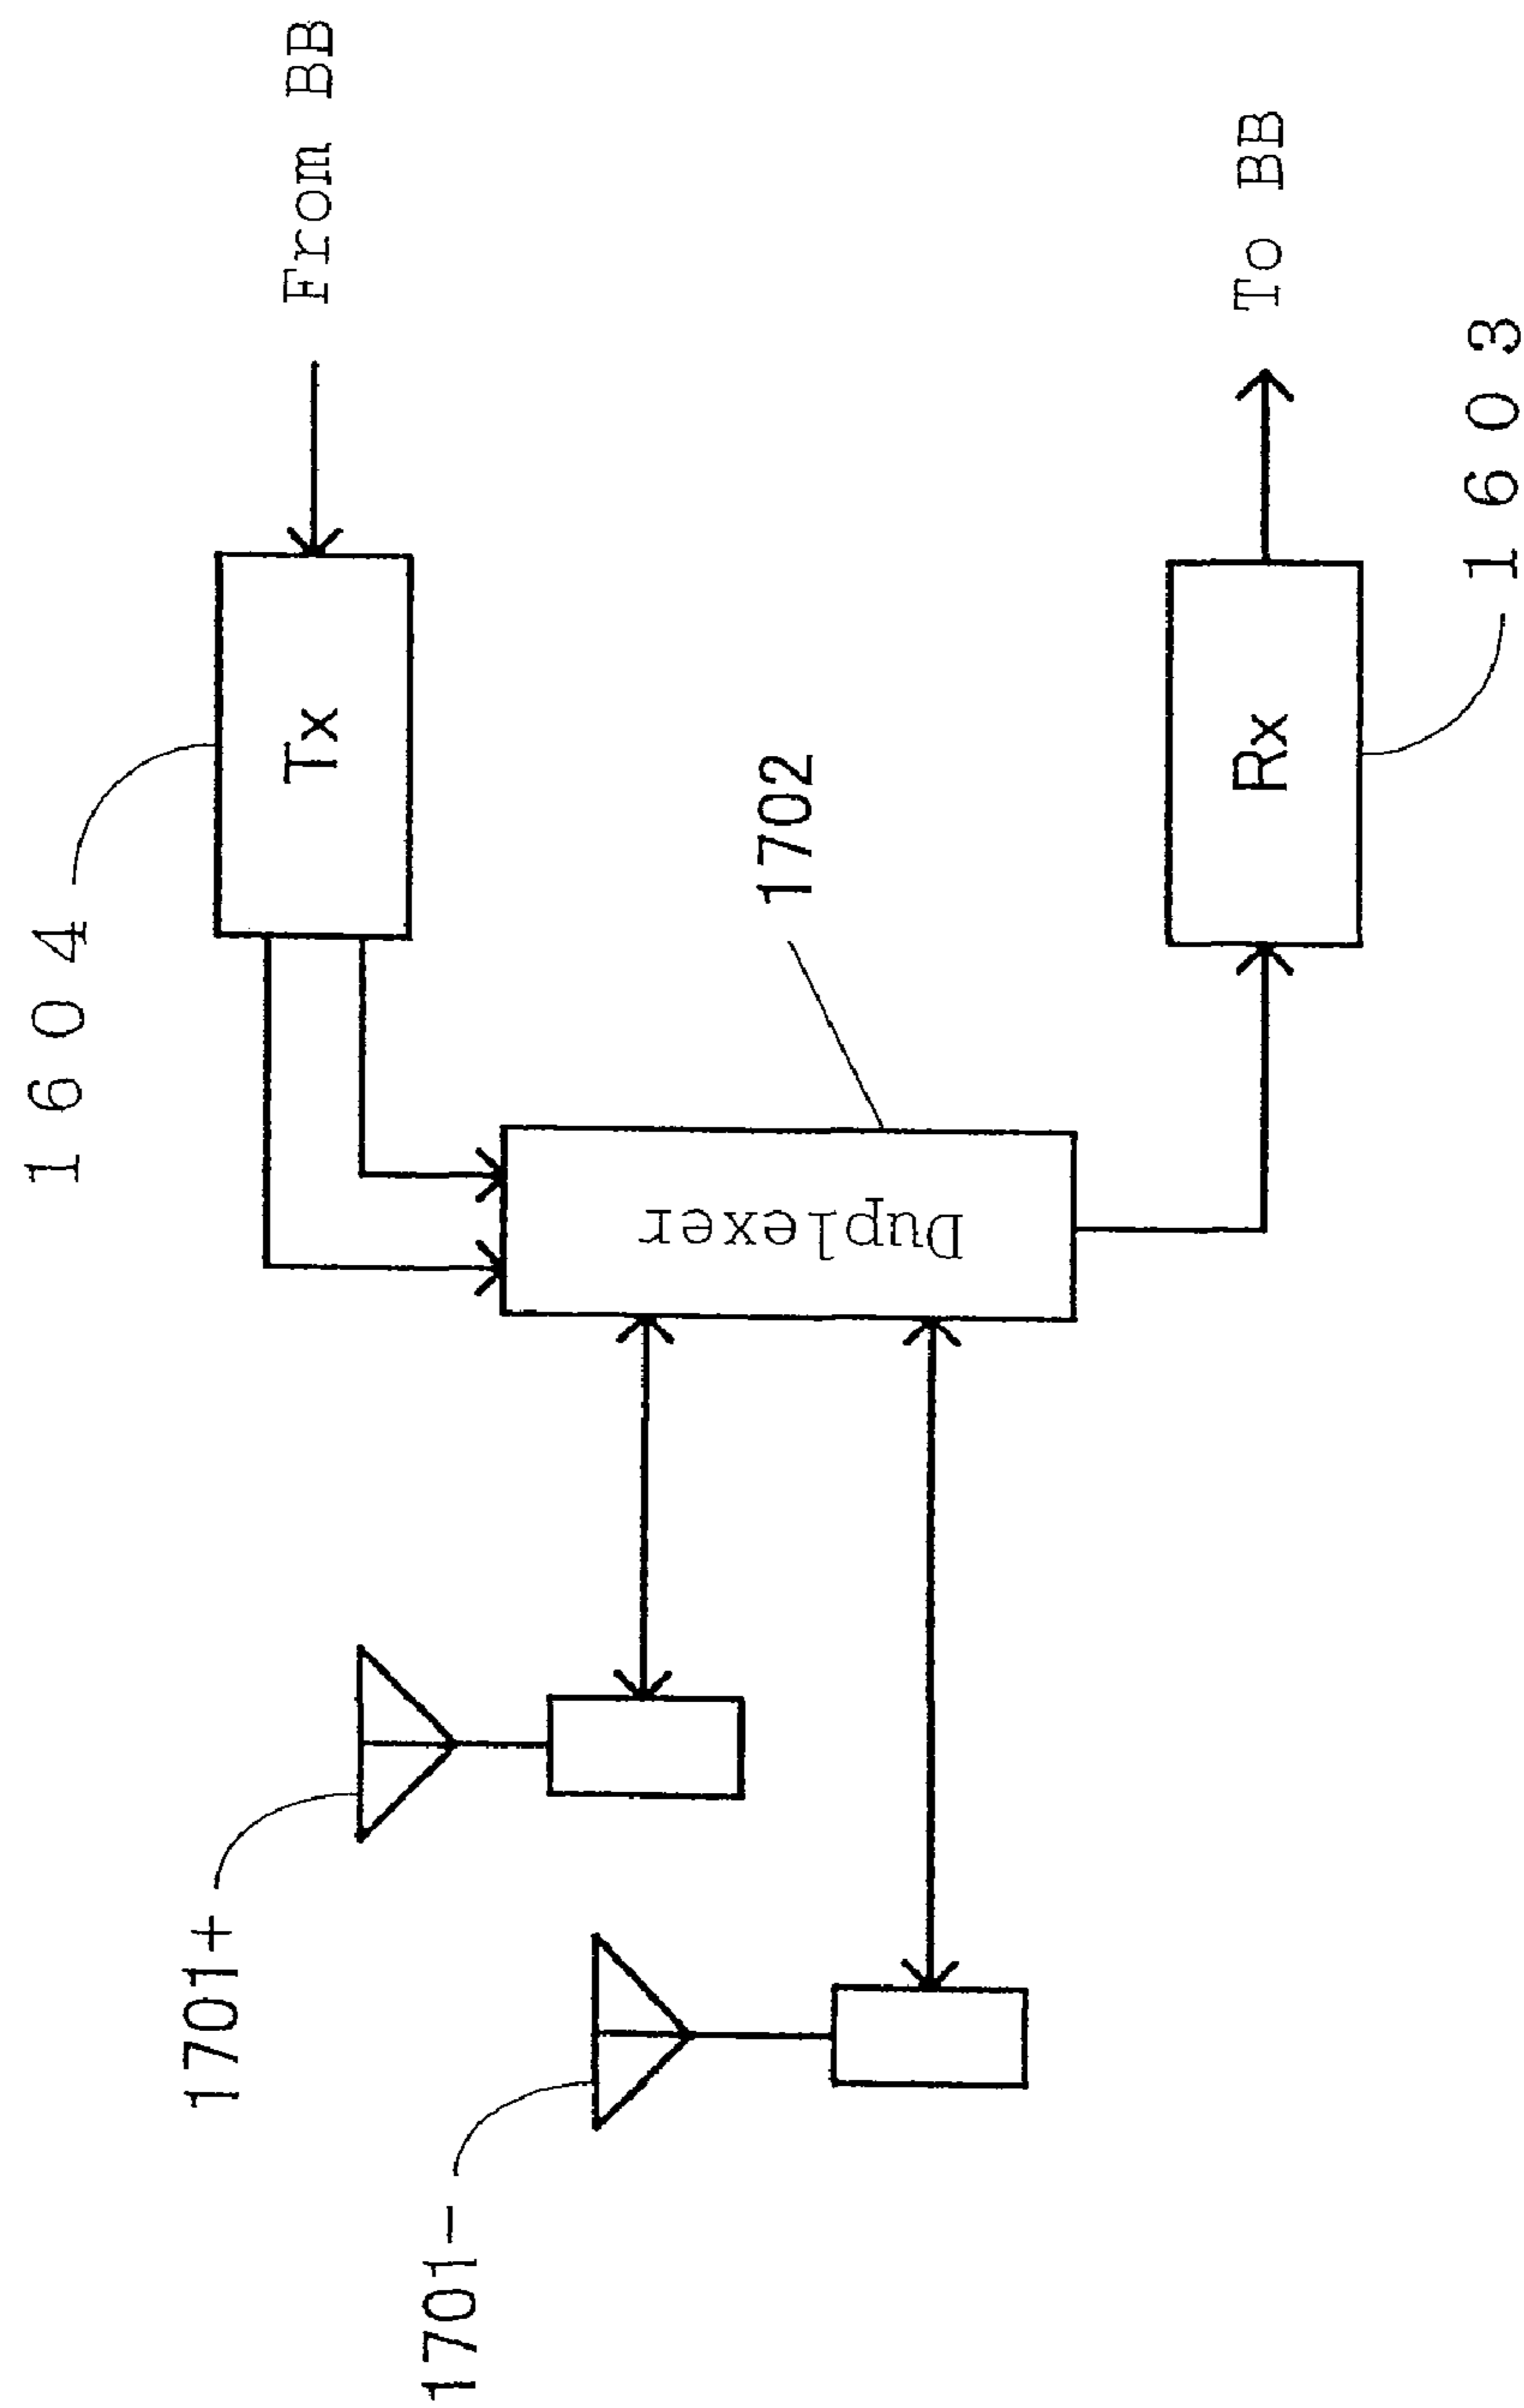 1604
From BB
Tx
1701+
1702
Duplexer
1701-
To BB
Rx
1603